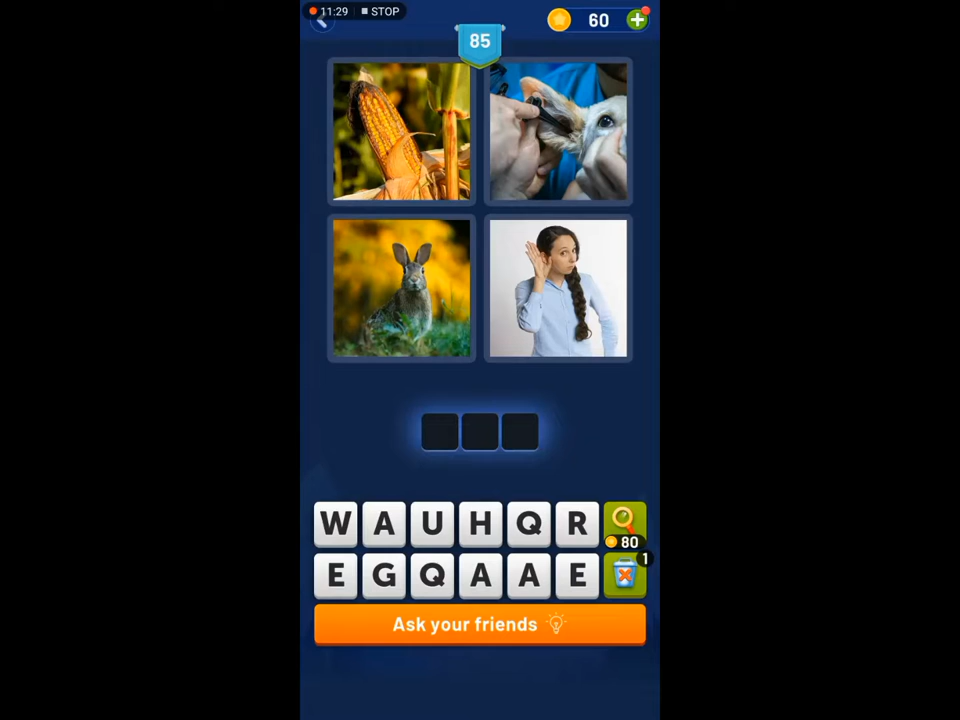 11:29 STOP
60
85
W A U H Q R
80
E G Q A A E
1
Ask your friends